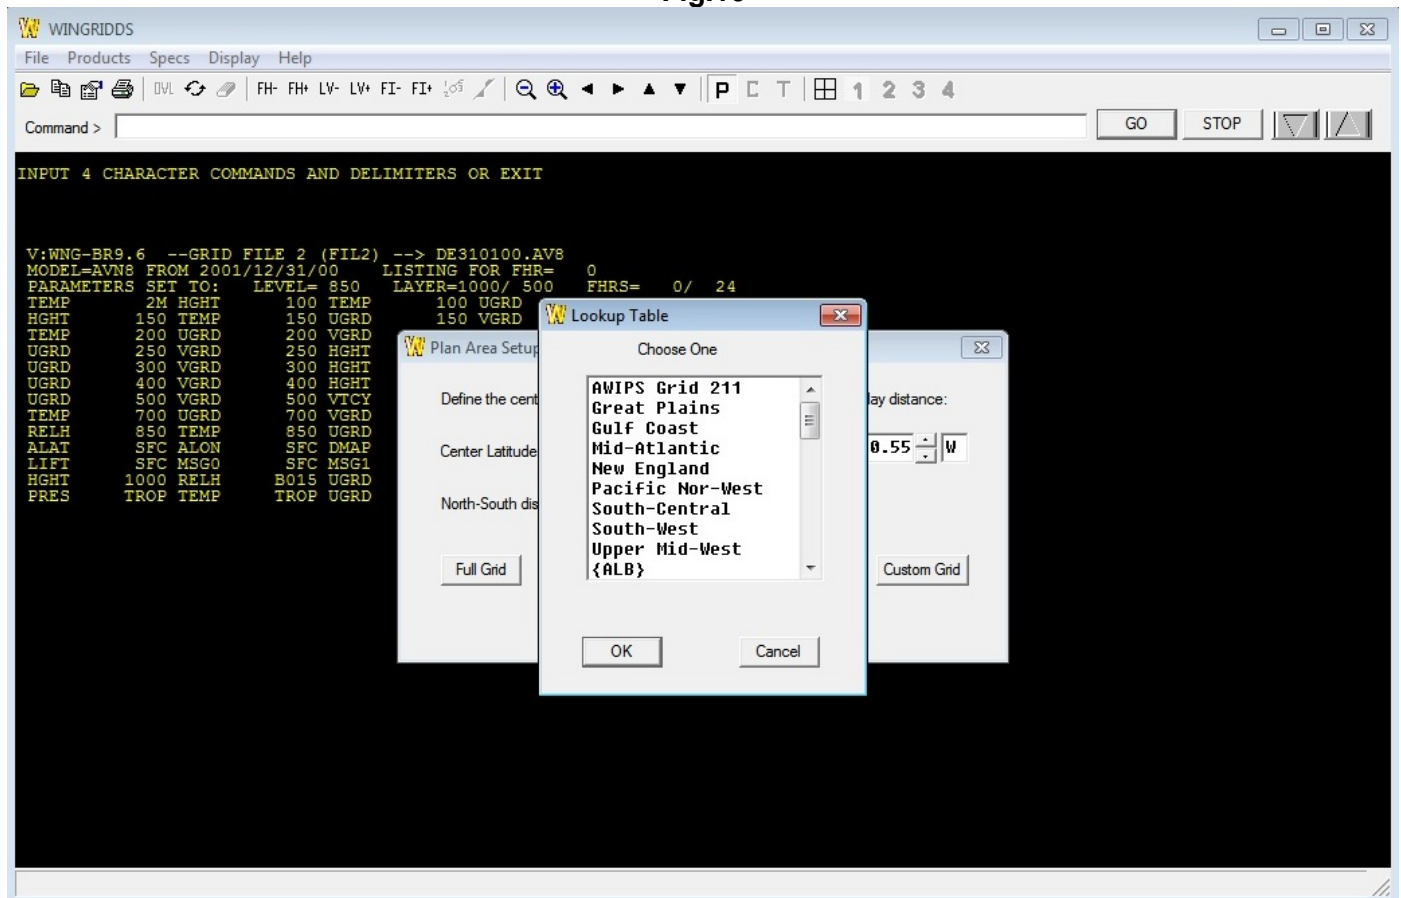 WINGRIDDS
File Products Specs Display Help
OVL FH- FH+ LV- LV+ FI- FI+ P C T 1 2 3 4
Command > GO STOP
INPUT 4 CHARACTER COMMANDS AND DELIMITERS OR EXIT
V:WNG-BR9.6 --GRID FILE 2 (FIL2) --> DE310100.AV8
MODEL=AVN8 FROM 2001/12/31/00 LISTING FOR FHR= 0
PARAMETERS SET TO: LEVEL= 850 LAYER=1000/ 500 FHRS= 0/ 24
TEMP 2M HGHT 100 TEMP 100 UGRD
HGHT 150 TEMP 150 UGRD 150 VGRD
TEMP 200 UGRD 200 VGRD
UGRD 250 VGRD 250 HGHT
UGRD 300 VGRD 300 HGHT
UGRD 400 VGRD 400 HGHT
UGRD 500 VGRD 500 VTCY
TEMP 700 UGRD 700 VGRD
RELH 850 TEMP 850 UGRD
ALAT SFC ALON SFC DMAP
LIFT SFC MSG0 SFC MSG1
HGHT 1000 RELH B015 UGRD
PRES TROP TEMP TROP UGRD
Plan Area Setup
Define the cent
lay distance:
Center Latitude
0.55 W
North-South dis
Full Grid
Custom Grid
Lookup Table
Choose One
AWIPS Grid 211
Great Plains
Gulf Coast
Mid-Atlantic
New England
Pacific Nor-West
South-Central
South-West
Upper Mid-West
{ALB}
OK Cancel